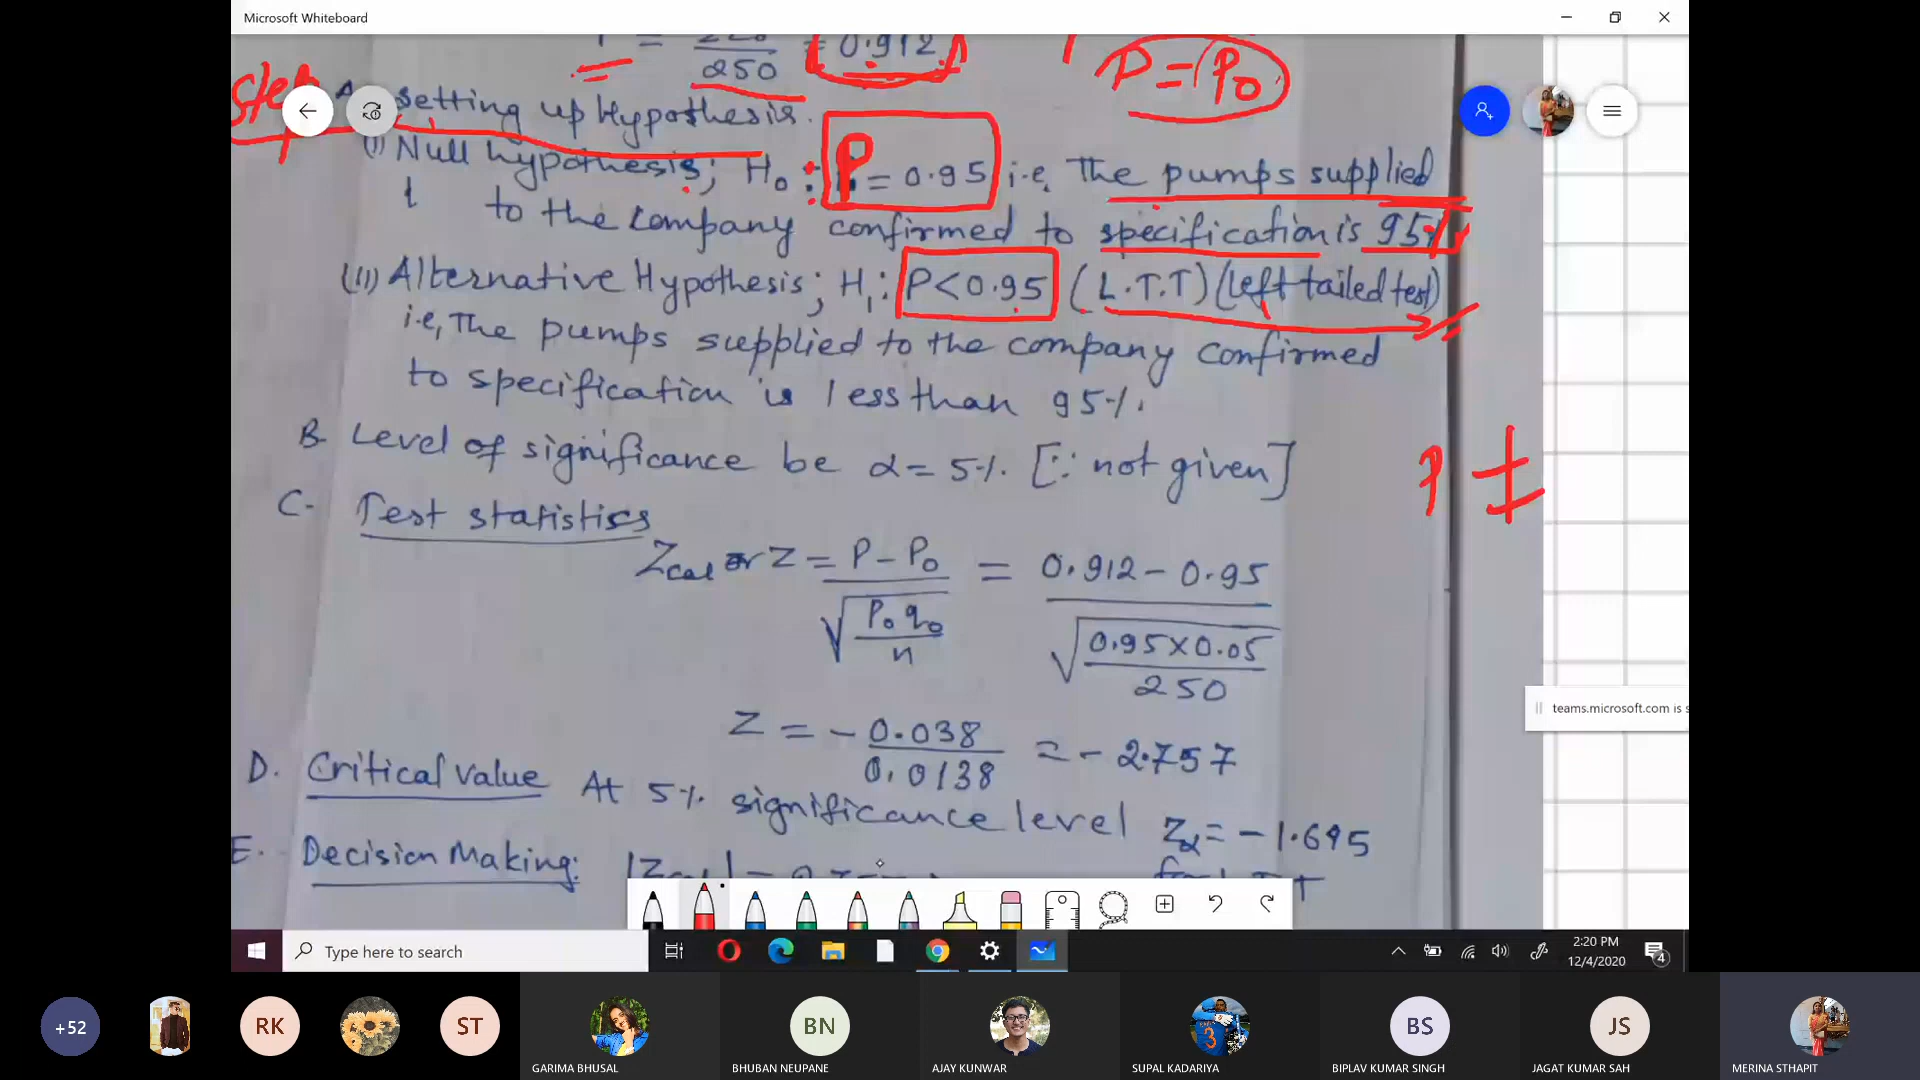 Microsoft Whiteboard
250
0.912
P = P₀
Step
A. Setting up Hypothesis.
(i) Null hypothesis; H₀ : P = 0.95 i.e, The pumps supplied
to the company confirmed to specification is 95%
(ii) Alternative Hypothesis; H₁ : P < 0.95 (L.T.T) (left tailed test)
i.e, The pumps supplied to the company confirmed
to specification is less than 95%.
B. Level of significance be α = 5%. [∵ not given]
P ≠
C. Test statistics
Zcal or Z = P - P₀ / √(P₀ q₀ / n) = 0.912 - 0.95 / √(0.95×0.05 / 250)
teams.microsoft.com is s
Z = - 0.038 / 0.0138 = - 2.757
D. Critical value At 5% significance level Zα = - 1.645
for L.T.T
E. Decision Making: |Zcal| =
Type here to search
2:20 PM
12/4/2020
4
+52
RK
ST
BN
BS
JS
GARIMA BHUSAL
BHUBAN NEUPANE
AJAY KUNWAR
SUPAL KADARIYA
BIPLAV KUMAR SINGH
JAGAT KUMAR SAH
MERINA STHAPIT